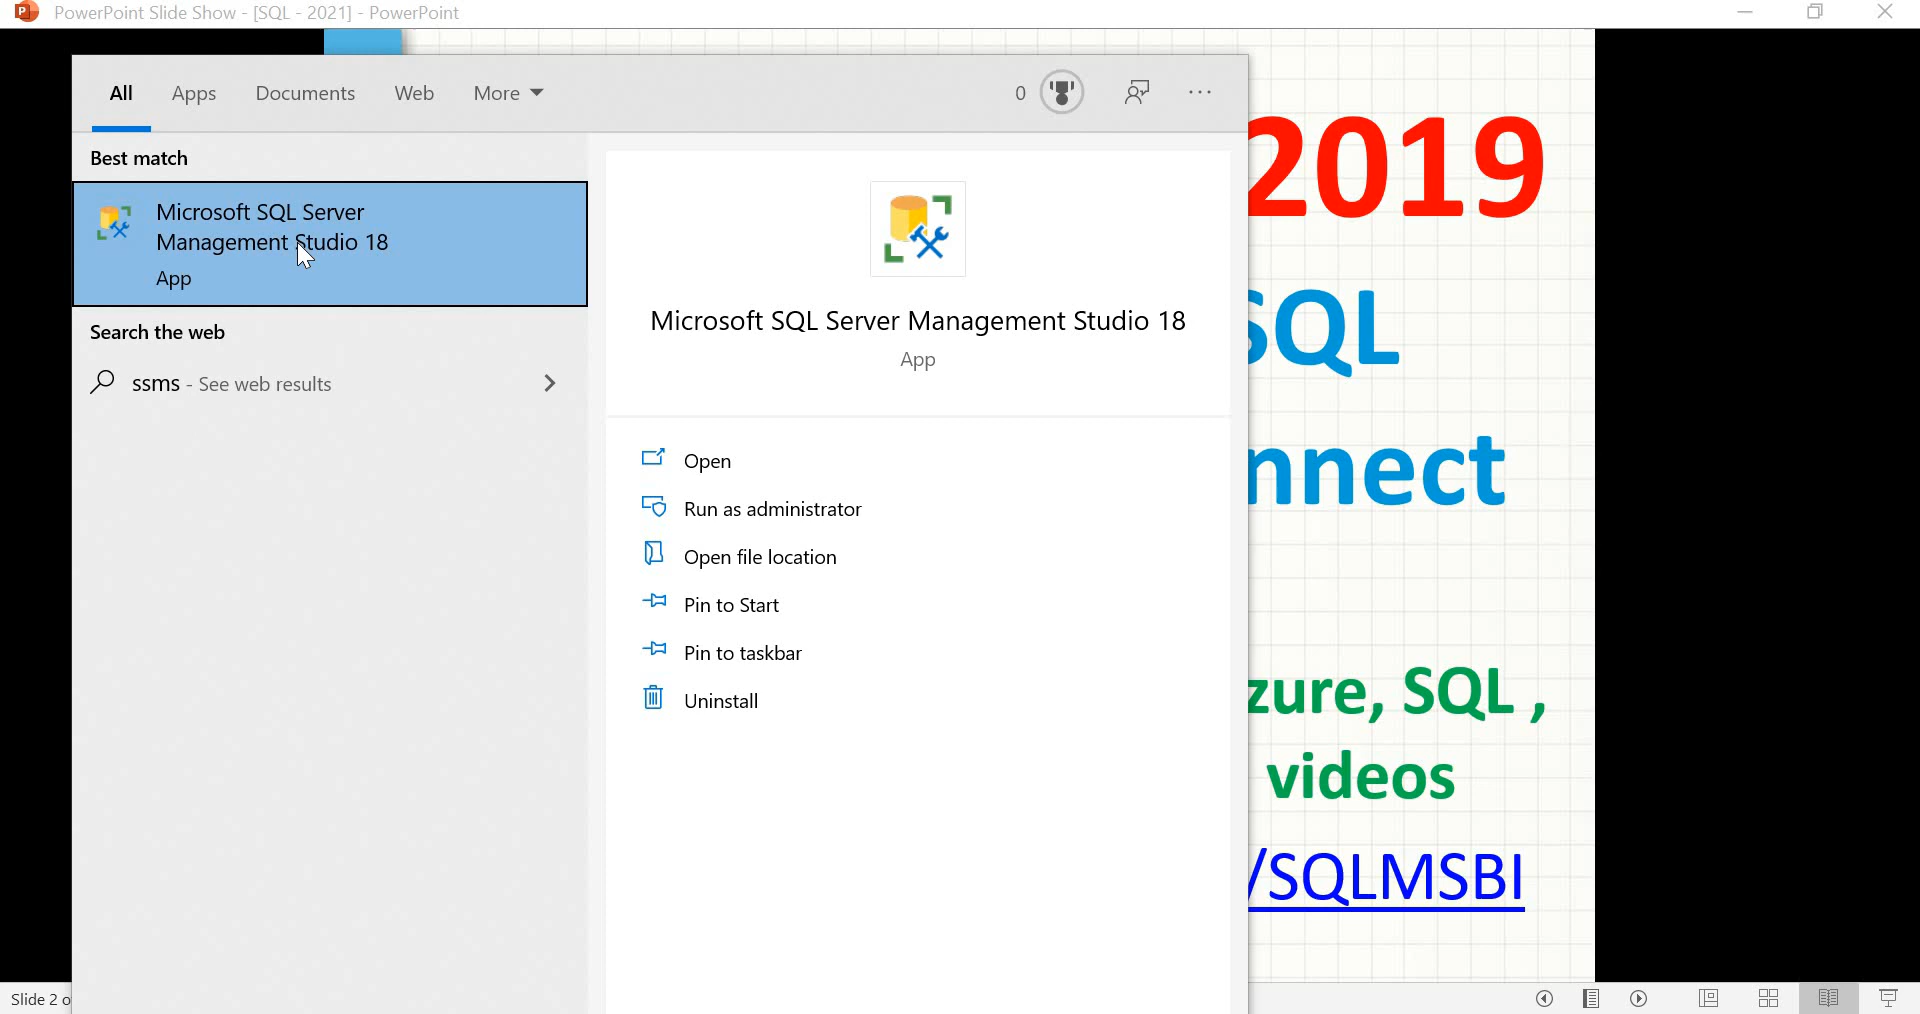 PowerPoint Slide Show - [SQL - 2021] - PowerPoint
All Apps Documents Web More 0 ...
Best match
Microsoft SQL Server
Management Studio 18
App
Search the web
ssms - See web results
Microsoft SQL Server Management Studio 18
App
Open
Run as administrator
Open file location
Pin to Start
Pin to taskbar
Uninstall
2019
SQL
nnect
zure, SQL ,
videos
/SQLMSBI
Slide 2 o